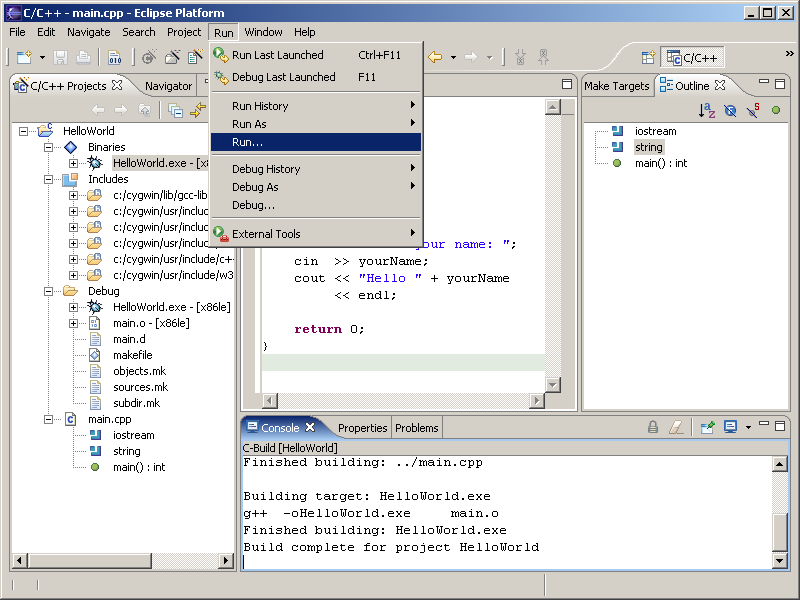 C/C++ - main.cpp - Eclipse Platform
File Edit Navigate Search Project Run Window Help
010
C/C++
»
Run Last Launched Ctrl+F11
Debug Last Launched F11
Run History
Run As
Run...
Debug History
Debug As
Debug...
External Tools
C/C++ Projects
Navigator
HelloWorld
Binaries
HelloWorld.exe - [x8
Includes
c:/cygwin/lib/gcc-lib
c:/cygwin/usr/includ
c:/cygwin/usr/includ
c:/cygwin/usr/includ
c:/cygwin/usr/include/c+
c:/cygwin/usr/include/w3
Debug
HelloWorld.exe - [x86le]
main.o - [x86le]
main.d
makefile
objects.mk
sources.mk
subdir.mk
main.cpp
iostream
string
main() : int
your name: ";
cin >> yourName;
cout << "Hello " + yourName
<< endl;
return 0;
}
Make Targets
Outline
iostream
string
main() : int
Console Properties Problems
C-Build [HelloWorld]
Finished building: ../main.cpp
Building target: HelloWorld.exe
g++ -oHelloWorld.exe main.o
Finished building: HelloWorld.exe
Build complete for project HelloWorld